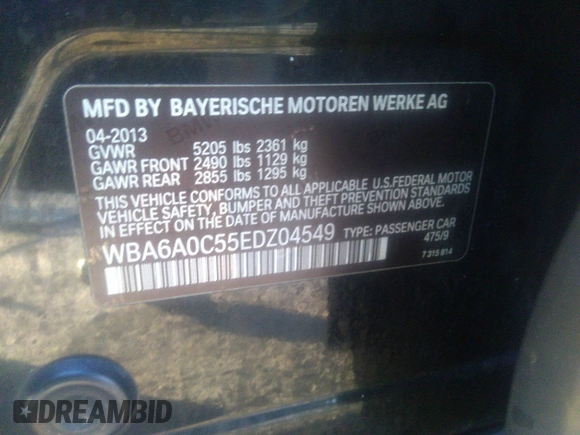 MFD BY BAYERISCHE MOTOREN WERKE AG
04-2013
GVWR 5205 lbs 2361 kg
GAWR FRONT 2490 lbs 1129 kg
GAWR REAR 2855 lbs 1295 kg
THIS VEHICLE CONFORMS TO ALL APPLICABLE U.S.FEDERAL MOTOR
VEHICLE SAFETY, BUMPER AND THEFT PREVENTION STANDARDS
IN EFFECT ON THE DATE OF MANUFACTURE SHOWN ABOVE.
WBA6A0C55EDZ04549 TYPE: PASSENGER CAR
475/9
7 315 814
DREAMBID